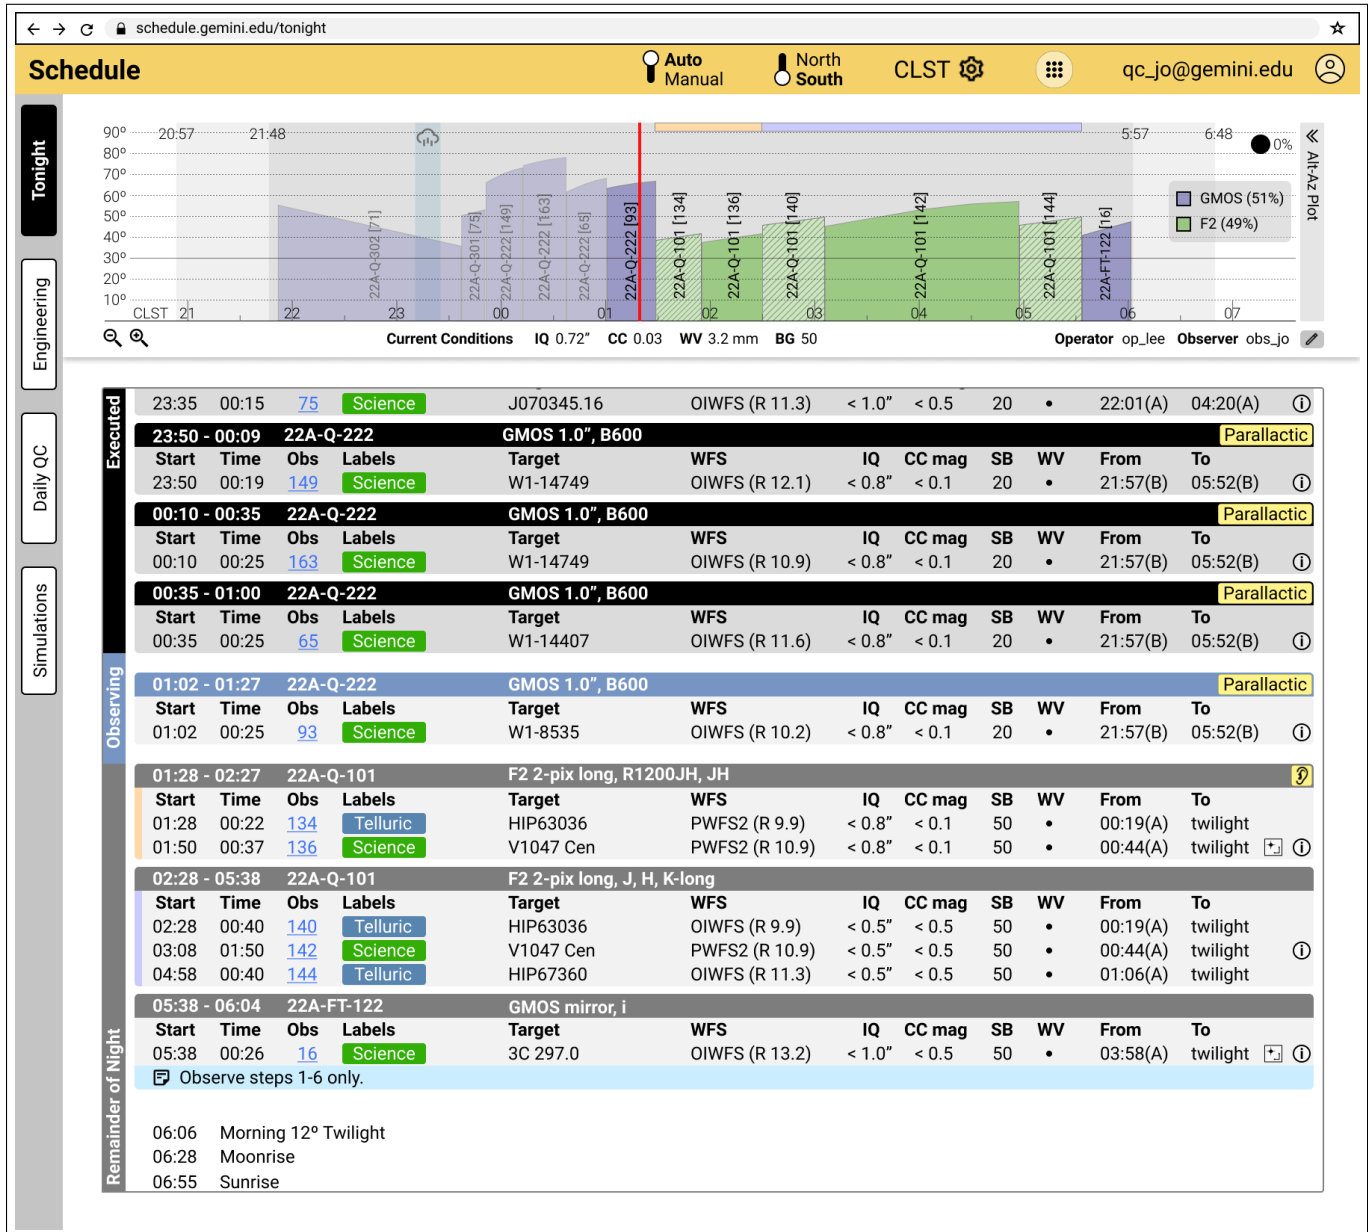 schedule.gemini.edu/tonight
Schedule
Auto
Manual
North
South
CLST
qc_jo@gemini.edu
Tonight
Engineering
Daily QC
Simulations
90º 20:57 21:48 5:57 6:48 0%
80º
70º
60º
50º
40º
30º
20º
10º
22A-Q-302 [71]
22A-Q-301 [75]
22A-Q-222 [149]
22A-Q-222 [163]
22A-Q-222 [65]
22A-Q-222 [93]
22A-Q-101 [134]
22A-Q-101 [136]
22A-Q-101 [140]
22A-Q-101 [142]
22A-Q-101 [144]
22A-FT-122 [16]
GMOS (51%)
F2 (49%)
Alt-Az Plot
CLST 21 22 23 00 01 02 03 04 05 06 07
Current Conditions IQ 0.72” CC 0.03 WV 3.2 mm BG 50 Operator op_lee Observer obs_jo
Executed
23:35 00:15 75 Science J070345.16 OIWFS (R 11.3) < 1.0” < 0.5 20 • 22:01(A) 04:20(A)
23:50 - 00:09 22A-Q-222 GMOS 1.0”, B600 Parallactic
Start Time Obs Labels Target WFS IQ CC mag SB WV From To
23:50 00:19 149 Science W1-14749 OIWFS (R 12.1) < 0.8” < 0.1 20 • 21:57(B) 05:52(B)
00:10 - 00:35 22A-Q-222 GMOS 1.0”, B600 Parallactic
Start Time Obs Labels Target WFS IQ CC mag SB WV From To
00:10 00:25 163 Science W1-14749 OIWFS (R 10.9) < 0.8” < 0.1 20 • 21:57(B) 05:52(B)
00:35 - 01:00 22A-Q-222 GMOS 1.0”, B600 Parallactic
Start Time Obs Labels Target WFS IQ CC mag SB WV From To
00:35 00:25 65 Science W1-14407 OIWFS (R 11.6) < 0.8” < 0.1 20 • 21:57(B) 05:52(B)
Observing
01:02 - 01:27 22A-Q-222 GMOS 1.0”, B600 Parallactic
Start Time Obs Labels Target WFS IQ CC mag SB WV From To
01:02 00:25 93 Science W1-8535 OIWFS (R 10.2) < 0.8” < 0.1 20 • 21:57(B) 05:52(B)
Remainder of Night
01:28 - 02:27 22A-Q-101 F2 2-pix long, R1200JH, JH
Start Time Obs Labels Target WFS IQ CC mag SB WV From To
01:28 00:22 134 Telluric HIP63036 PWFS2 (R 9.9) < 0.8” < 0.1 50 • 00:19(A) twilight
01:50 00:37 136 Science V1047 Cen PWFS2 (R 10.9) < 0.8” < 0.1 50 • 00:44(A) twilight
02:28 - 05:38 22A-Q-101 F2 2-pix long, J, H, K-long
Start Time Obs Labels Target WFS IQ CC mag SB WV From To
02:28 00:40 140 Telluric HIP63036 OIWFS (R 9.9) < 0.5” < 0.5 50 • 00:19(A) twilight
03:08 01:50 142 Science V1047 Cen PWFS2 (R 10.9) < 0.5” < 0.5 50 • 00:44(A) twilight
04:58 00:40 144 Telluric HIP67360 OIWFS (R 11.3) < 0.5” < 0.5 50 • 01:06(A) twilight
05:38 - 06:04 22A-FT-122 GMOS mirror, i
Start Time Obs Labels Target WFS IQ CC mag SB WV From To
05:38 00:26 16 Science 3C 297.0 OIWFS (R 13.2) < 1.0” < 0.5 50 • 03:58(A) twilight
Observe steps 1-6 only.
06:06 Morning 12º Twilight
06:28 Moonrise
06:55 Sunrise